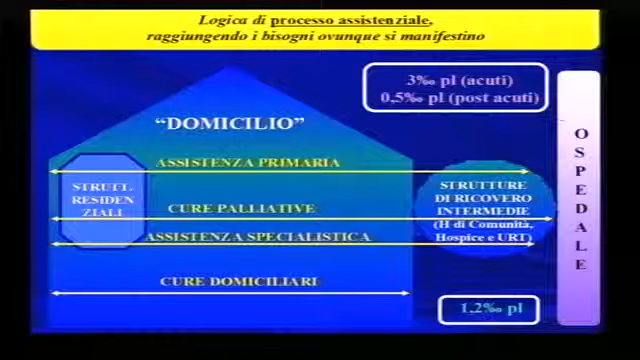 Logica di processo assistenziale,
raggiungendo i bisogni ovunque si manifestino
3‰ pl (acuti)
0,5‰ pl (post acuti)
“DOMICILIO”
ASSISTENZA PRIMARIA
STRUTT.
RESIDEN
ZIALI
CURE PALLIATIVE
ASSISTENZA SPECIALISTICA
CURE DOMICILIARI
STRUTTURE
DI RICOVERO
INTERMEDIE
(H di Comunità,
Hospice e URT)
1,2‰ pl
OSPEDALE